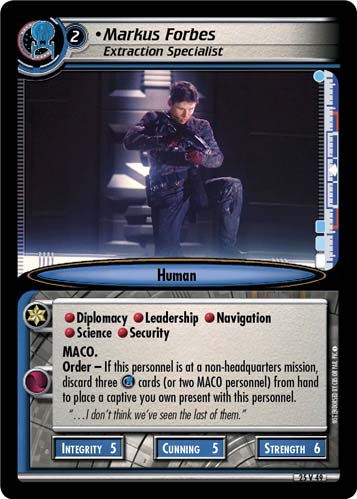 2
•Markus Forbes
Extraction Specialist
Human
Diplomacy Leadership Navigation
Science Security
MACO.
Order – If this personnel is at a non-headquarters mission,
discard three cards (or two MACO personnel) from hand
to place a captive you own present with this personnel.
"…I don't think we've seen the last of them."
INTEGRITY 5 CUNNING 5 STRENGTH 6
25 V 49